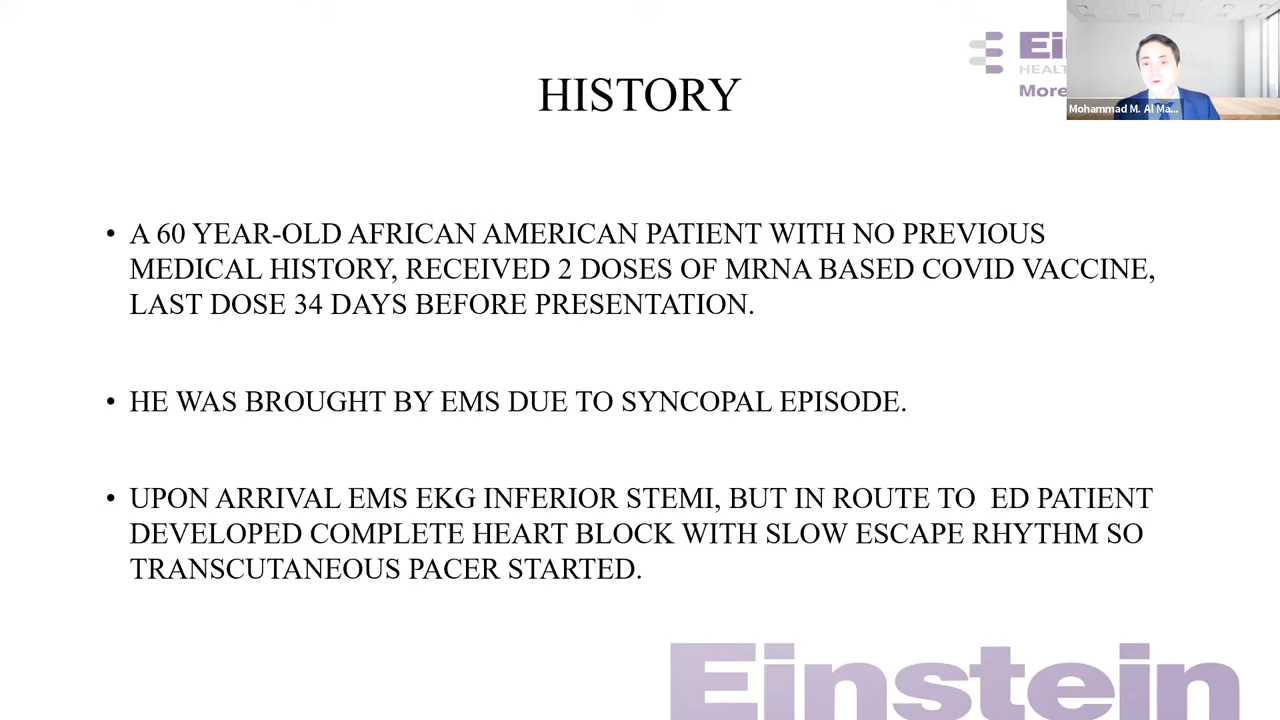 Ei
HEALT
More
Mohammad M. Al Ma...
HISTORY
• A 60 YEAR-OLD AFRICAN AMERICAN PATIENT WITH NO PREVIOUS
MEDICAL HISTORY, RECEIVED 2 DOSES OF MRNA BASED COVID VACCINE,
LAST DOSE 34 DAYS BEFORE PRESENTATION.
• HE WAS BROUGHT BY EMS DUE TO SYNCOPAL EPISODE.
• UPON ARRIVAL EMS EKG INFERIOR STEMI, BUT IN ROUTE TO  ED PATIENT
DEVELOPED COMPLETE HEART BLOCK WITH SLOW ESCAPE RHYTHM SO
TRANSCUTANEOUS PACER STARTED.
Einstein